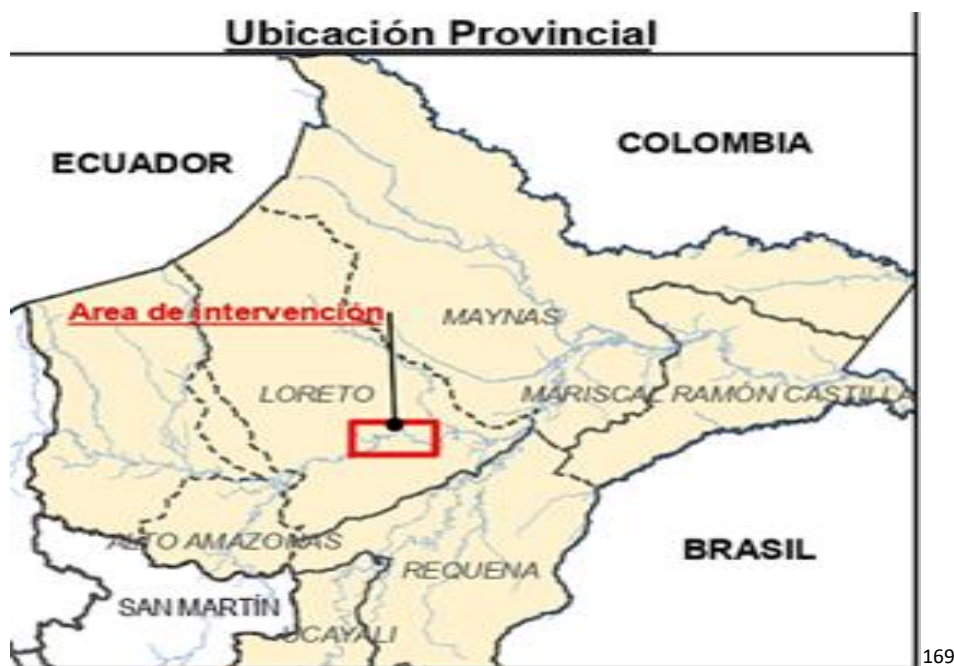 Ubicación Provincial
COLOMBIA
ECUADOR
Area de intervención
MAYNAS
LORETO
MARISCAL RAMÓN CASTILLA
ALTO AMAZONAS
REQUENA
BRASIL
SAN MARTÍN
UCAYALI
169